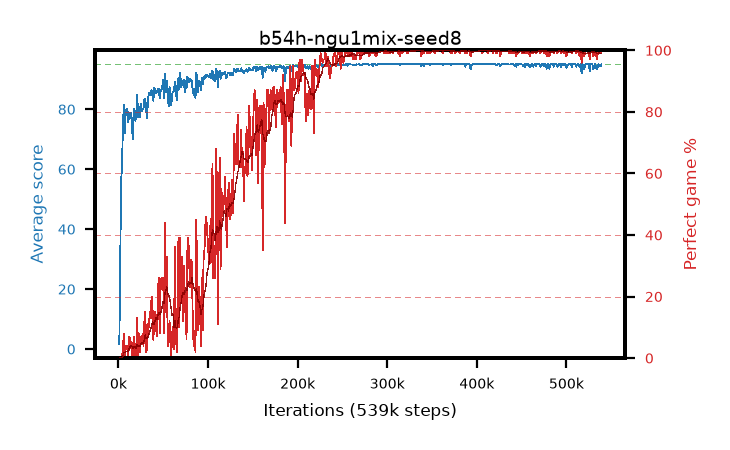 b54h-ngu1mix-seed8
Average score
80
60
40
20
0
100
80
60
40
20
0
Perfect game %
0k
100k
200k
300k
400k
500k
Iterations (539k steps)